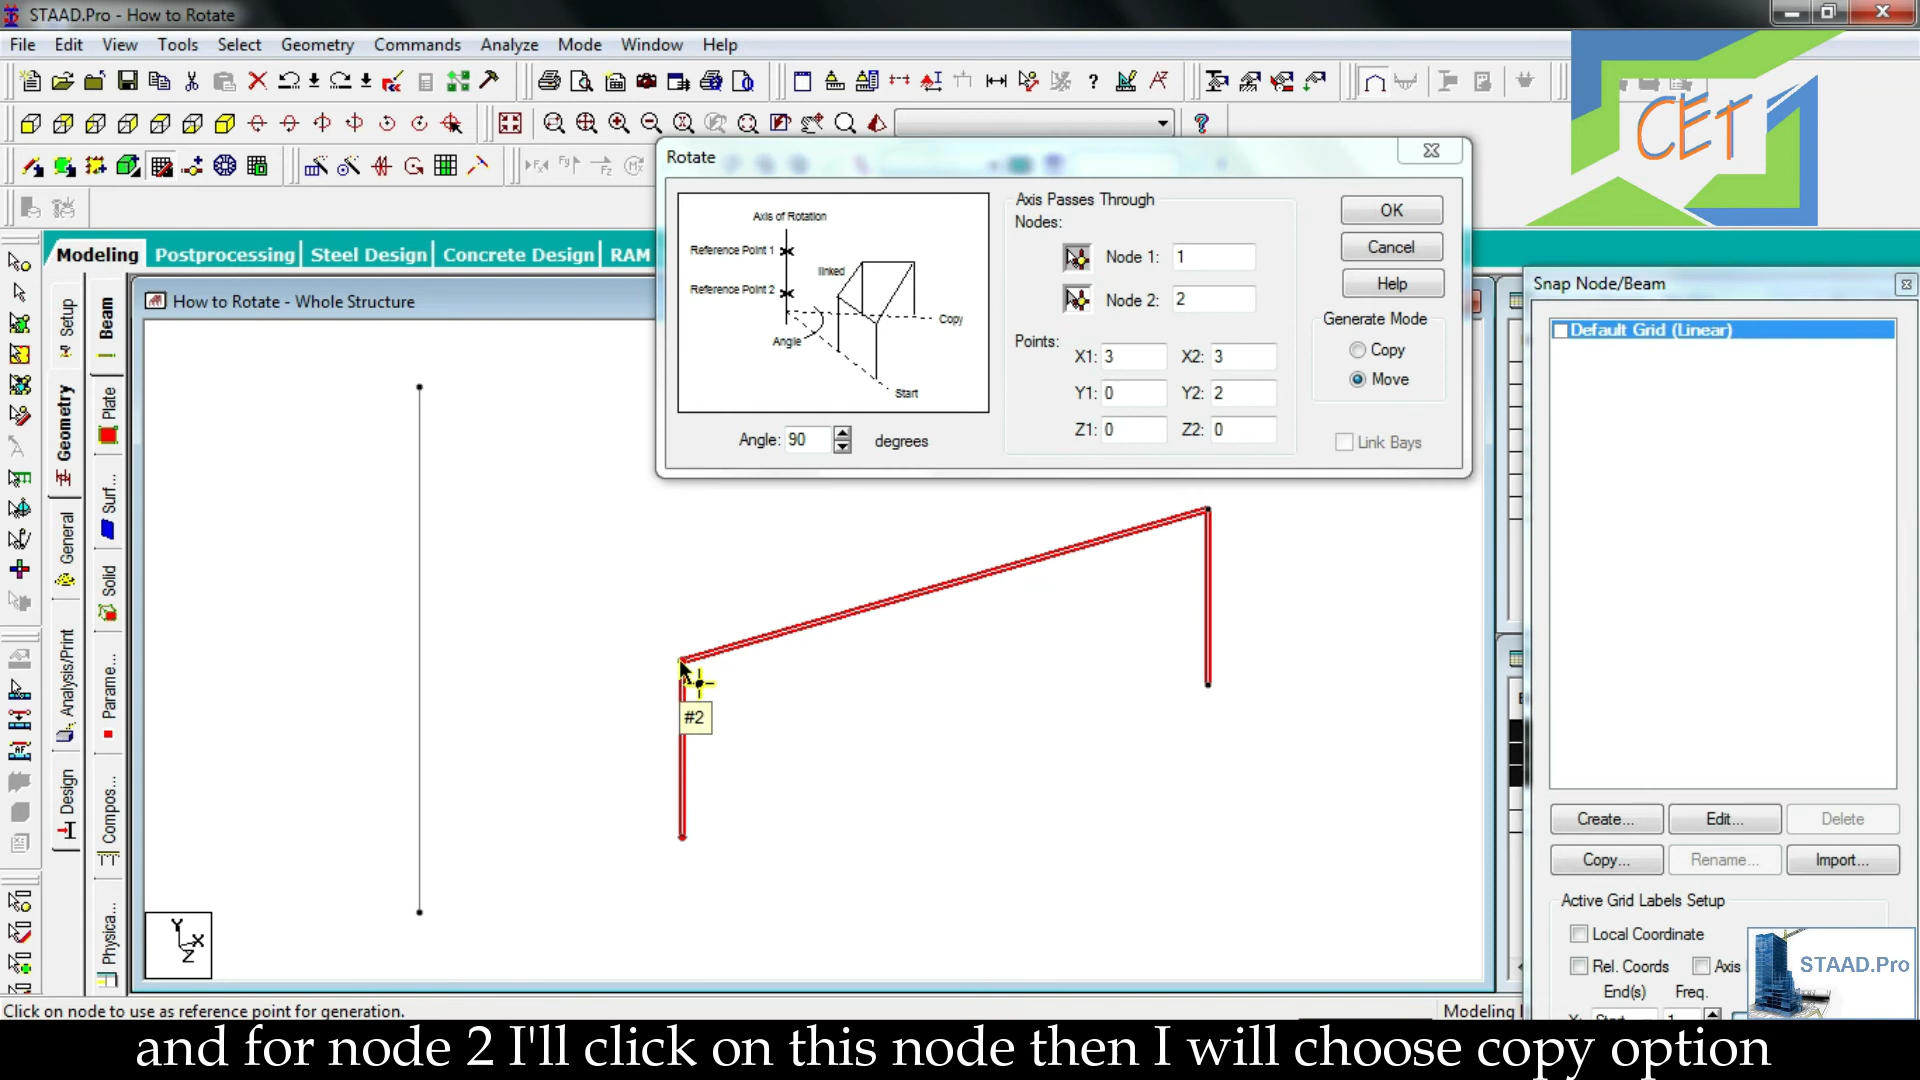 STAAD.Pro - How to Rotate
File Edit View Tools Select Geometry Commands Analyze Mode Window Help
CET
Rotate
Axis of Rotation
Reference Point 1
Reference Point 2
linked
Copy
Angle
Start
Angle: 90 degrees
Axis Passes Through
Nodes:
Node 1: 1
Node 2: 2
Points:
X1: 3 X2: 3
Y1: 0 Y2: 2
Z1: 0 Z2: 0
OK
Cancel
Help
Generate Mode
Copy
Move
Link Bays
Modeling Postprocessing Steel Design Concrete Design RAM
How to Rotate - Whole Structure
Setup
Geometry
General
Analysis/Print
Design
Beam
Plate
Surf...
Solid
Parame...
Compos...
Physica...
#2
Y
X
Z
Snap Node/Beam
Default Grid (Linear)
Create... Edit... Delete
Copy... Rename... Import...
Active Grid Labels Setup
Local Coordinate
Rel. Coords Axis
End(s) Freq.
STAAD.Pro
Click on node to use as reference point for generation.
Modeling
and for node 2 I'll click on this node then I will choose copy option